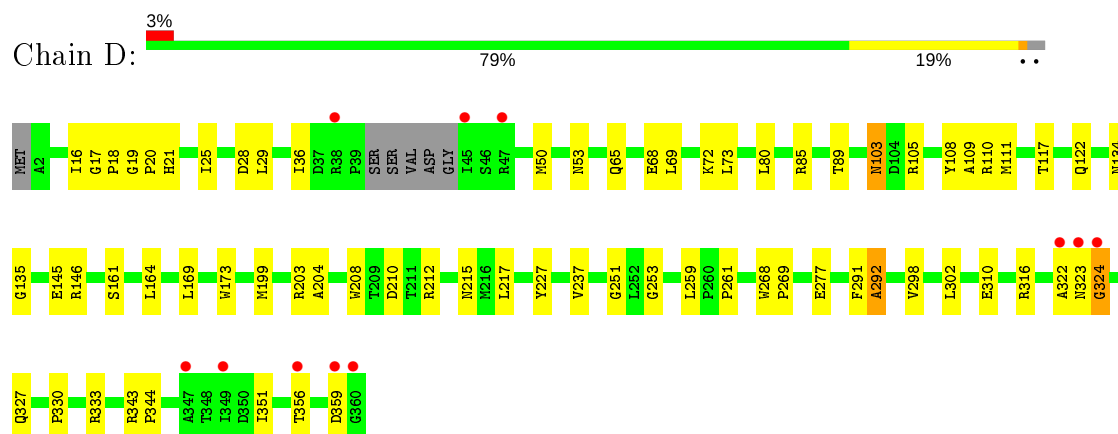 3%
Chain D:
79% 19% • •
MET A2 I16 G17 P18 G19 P20 H21 I25 D28 L29 I36 D37 R38 P39 SER SER VAL ASP GLY I45 S46 R47 M50 N53 Q65 E68 L69 K72 L73 L80 R85 T89 N103 D104 R105 Y108 A109 R110 M111 T117 Q122 N134
G135 E145 R146 S161 L164 L169 W173 M199 R203 A204 W208 T209 D210 T211 R212 N215 M216 L217 Y227 V237 G251 L252 G253 L259 P260 P261 W268 P269 E277 F291 A292 V298 L302 E310 R316 A322 N323 G324
Q327 P330 R333 R343 P344 A347 T348 I349 D350 I351 T356 D359 G360